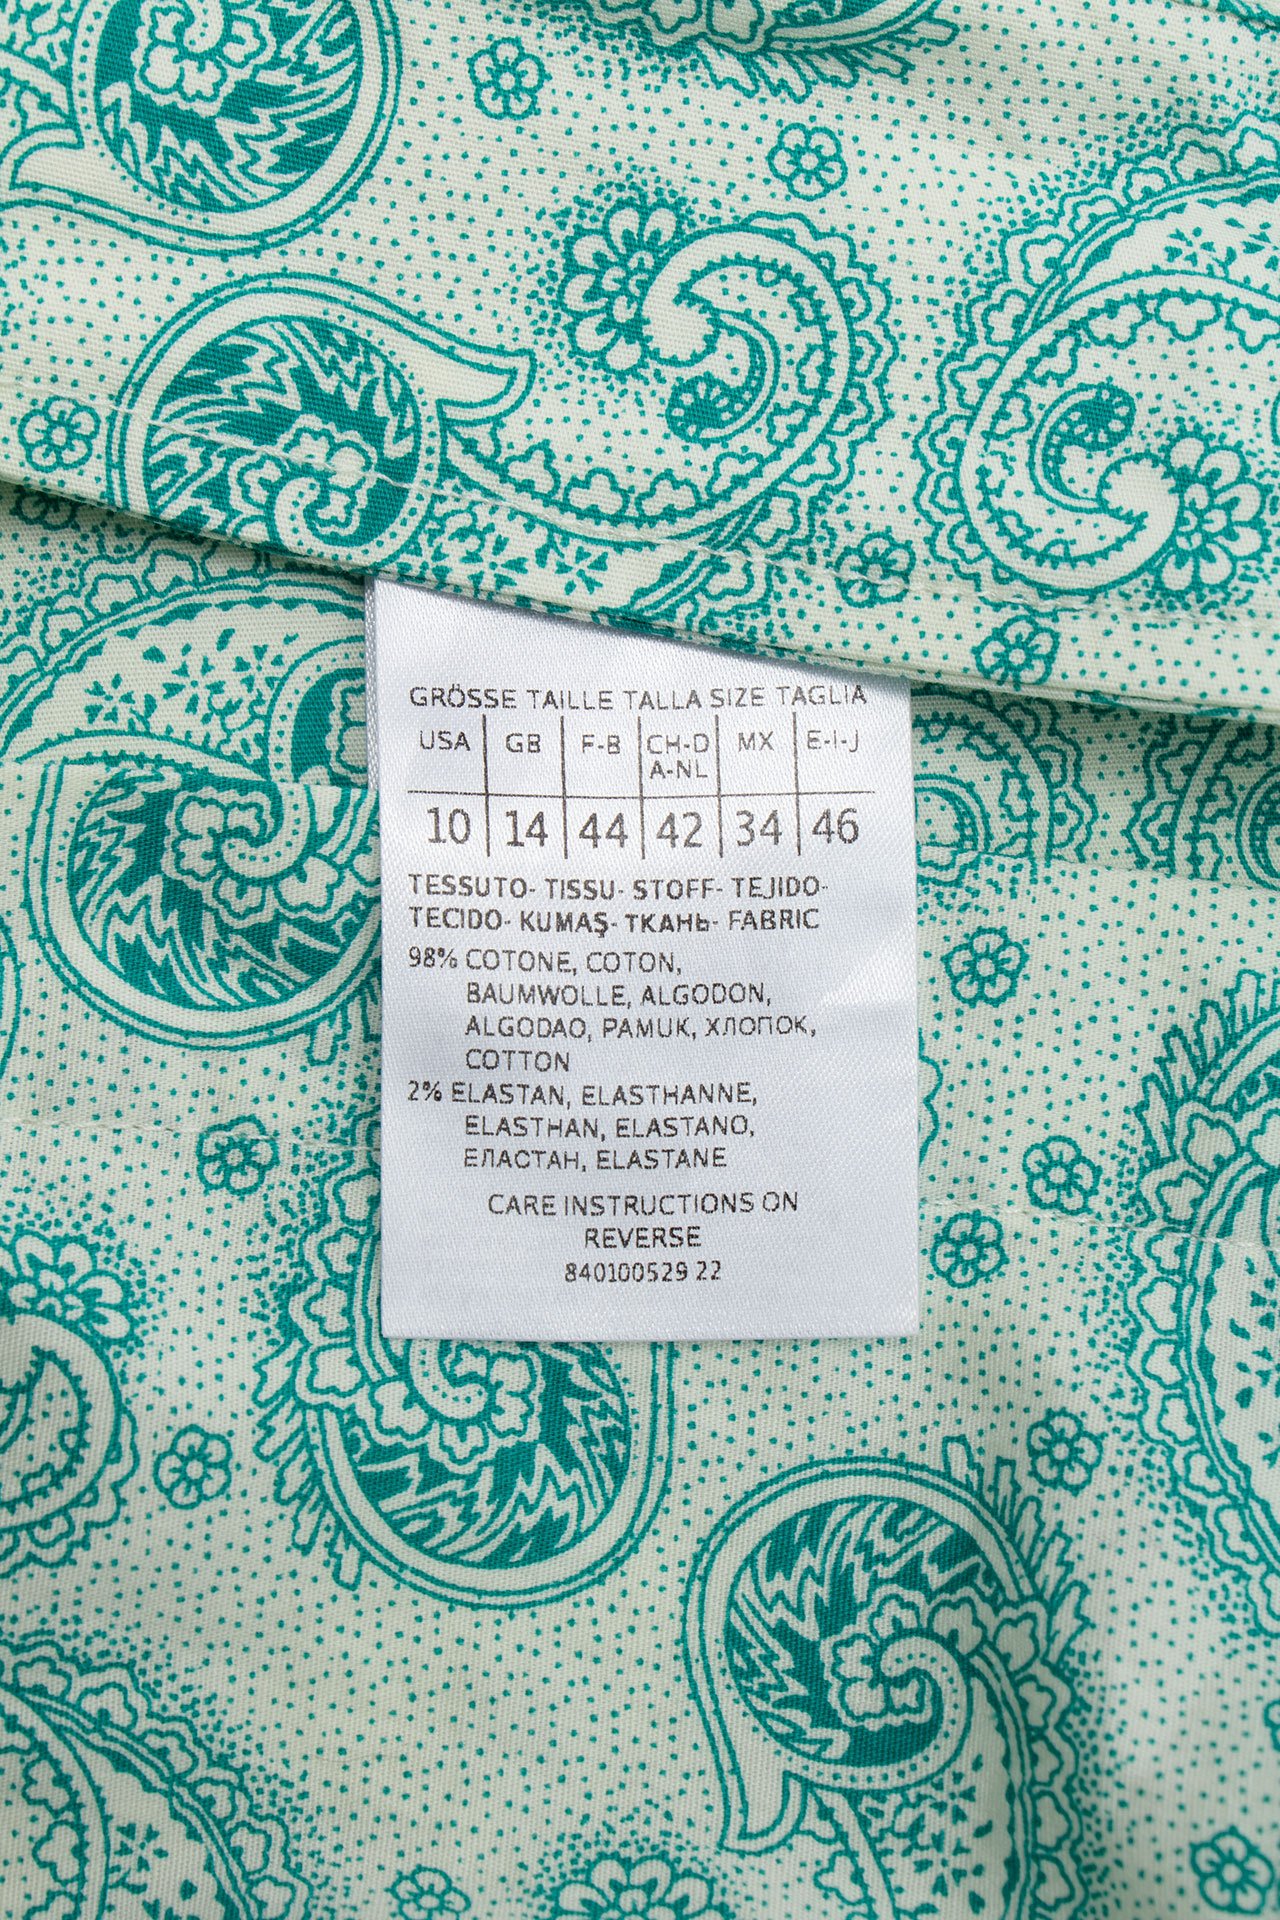 GRÖSSE TAILLE TALLA SIZE TAGLIA
USA GB F-B CH-D A-NL MX E-I-J
10 14 44 42 34 46
TESSUTO- TISSU- STOFF- TEJIDO-
TECIDO- KUMAŞ- ТКАНЬ- FABRIC
98% COTONE, COTON,
BAUMWOLLE, ALGODON,
ALGODAO, PAMUK, ХЛОПОК,
COTTON
2% ELASTAN, ELASTHANNE,
ELASTHAN, ELASTANO,
ЕЛАСТАН, ELASTANE
CARE INSTRUCTIONS ON
REVERSE
840100529 22